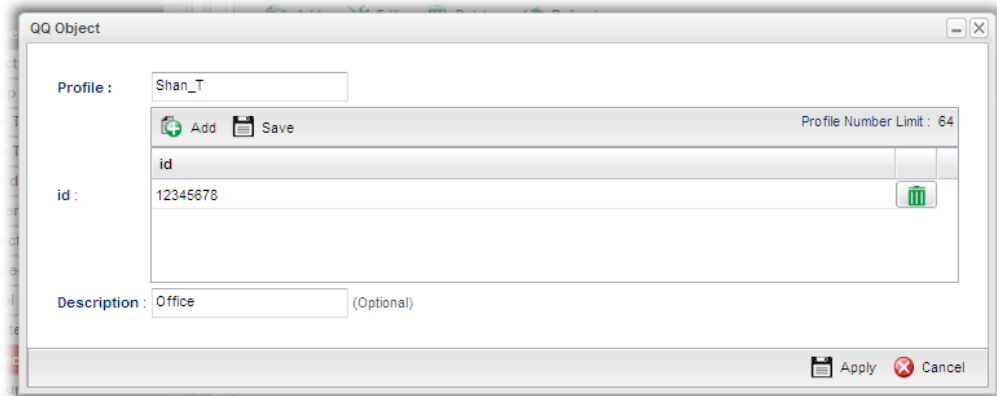 QQ Object
Profile : Shan_T
Add Save Profile Number Limit : 64
id
id : 12345678
Description : Office (Optional)
Apply Cancel